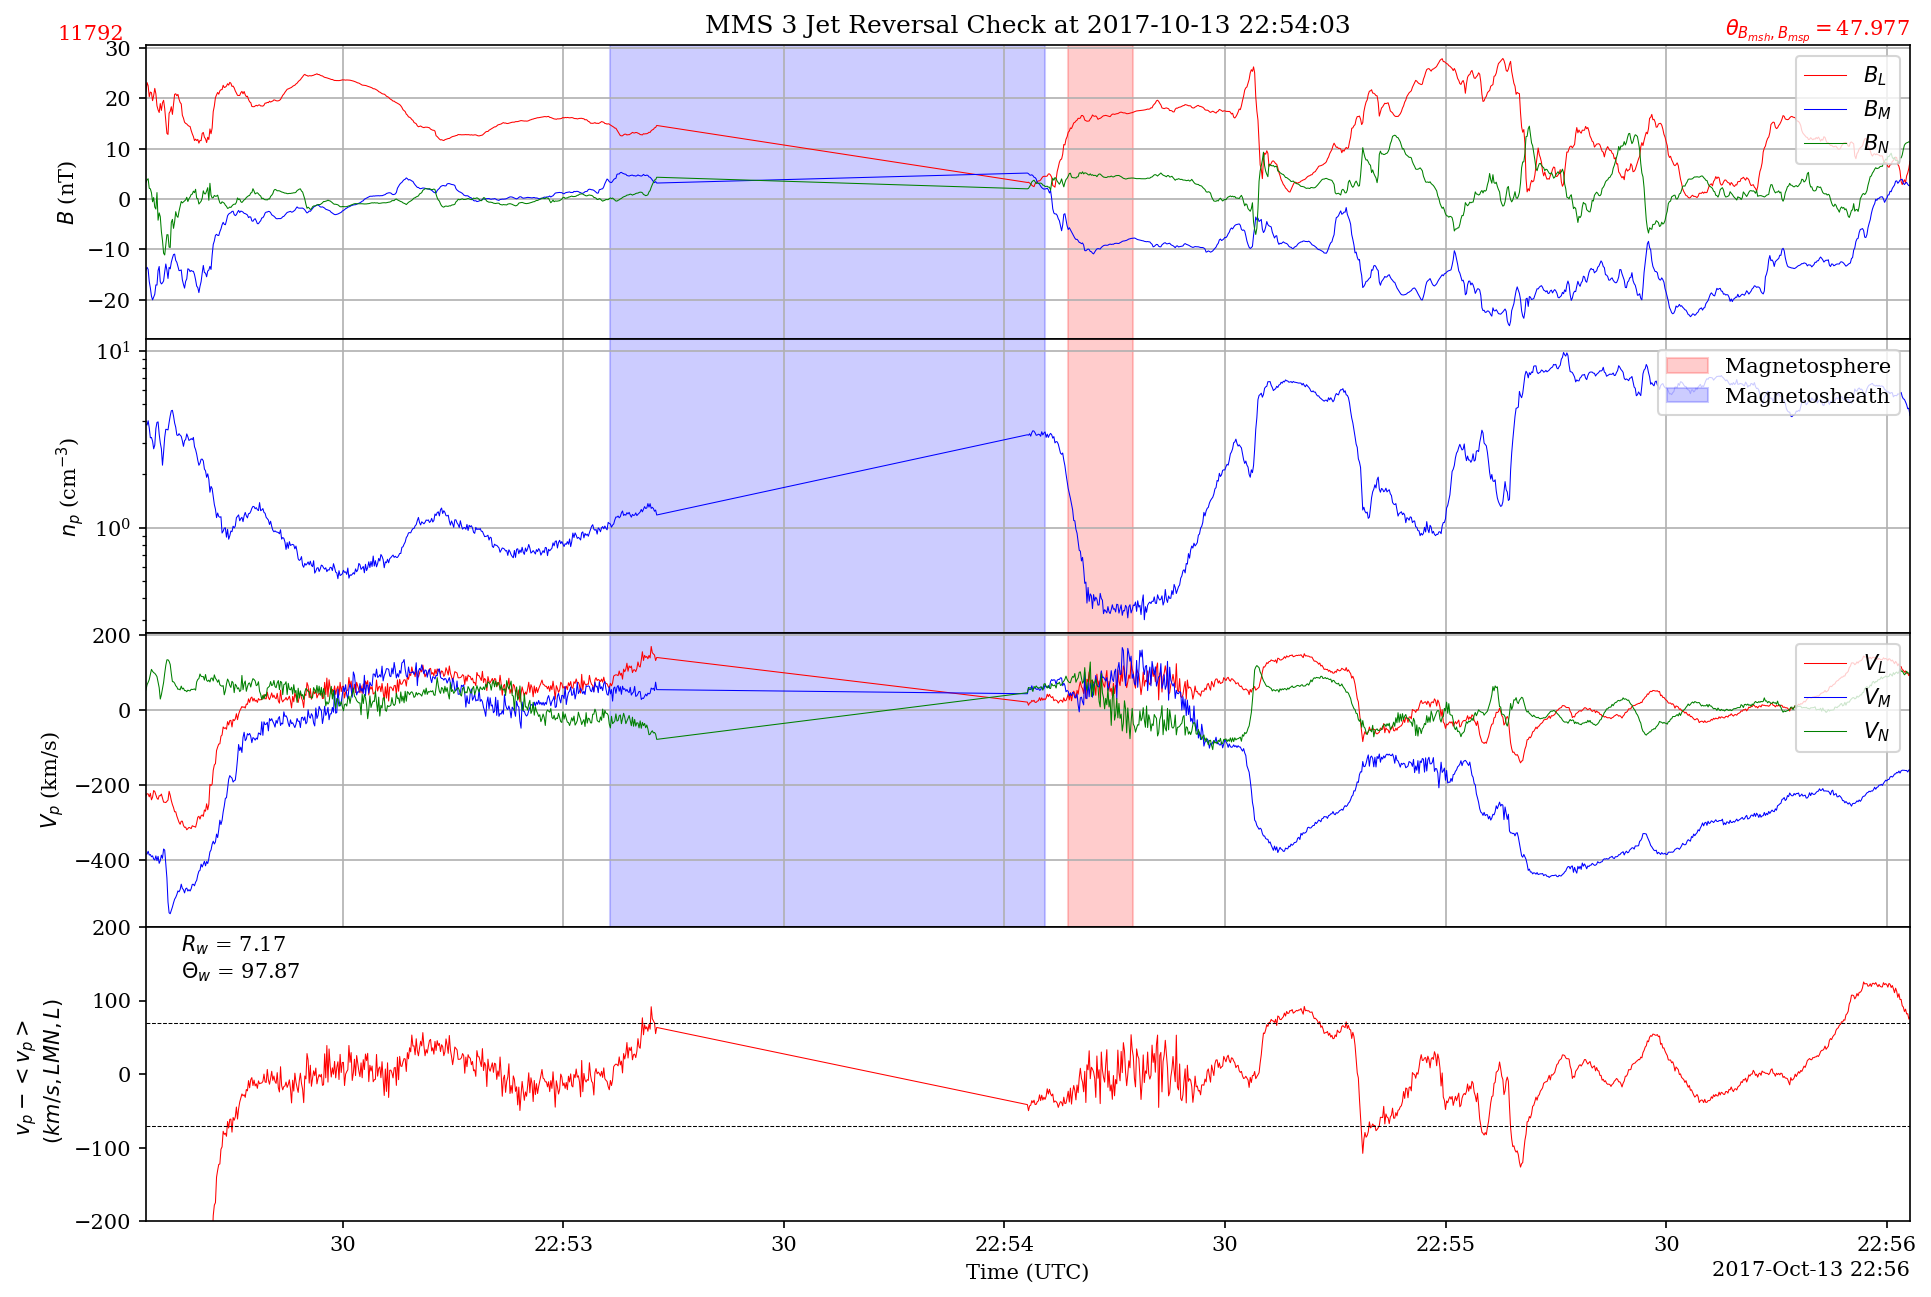 MMS 3 Jet Reversal Check at 2017-10-13 22:54:03
11792
θ_{B_{msh}, B_{msp}} = 47.977
30
20
10
0
−10
−20
B (nT)
B_L
B_M
B_N
10^1
10^0
n_p (cm^{−3})
Magnetosphere
Magnetosheath
200
0
−200
−400
V_p (km/s)
V_L
V_M
V_N
200
100
0
−100
−200
v_p − < v_p >
(km/s, LMN, L)
R_w = 7.17
Θ_w = 97.87
30 22:53 30 22:54 30 22:55 30 22:56
Time (UTC)
2017-Oct-13 22:56